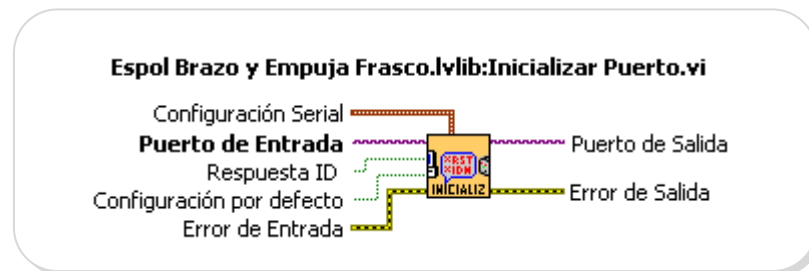 Espol Brazo y Empuja Frasco.lvlib:Inicializar Puerto.vi
Configuración Serial
Puerto de Entrada
Puerto de Salida
Respuesta ID
Configuración por defecto
Error de Salida
Error de Entrada
*RST
*IDN
INICIALIZ